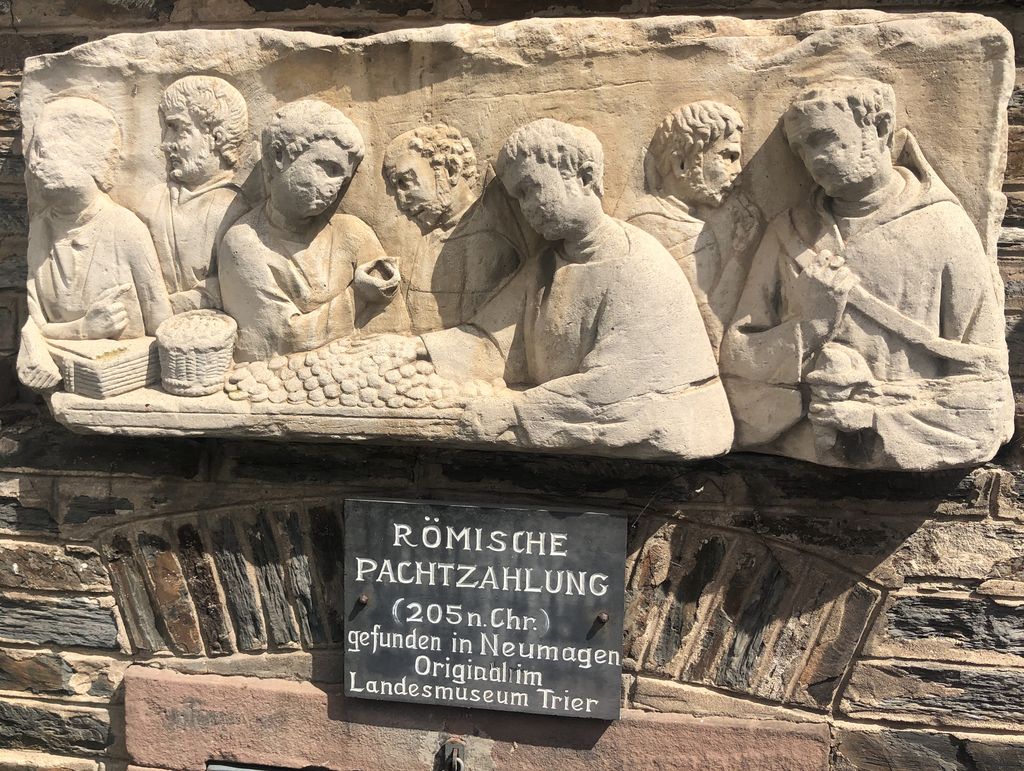 RÖMISCHE
PACHTZAHLUNG
(205 n. Chr.)
gefunden in Neumagen
Original im
Landesmuseum Trier